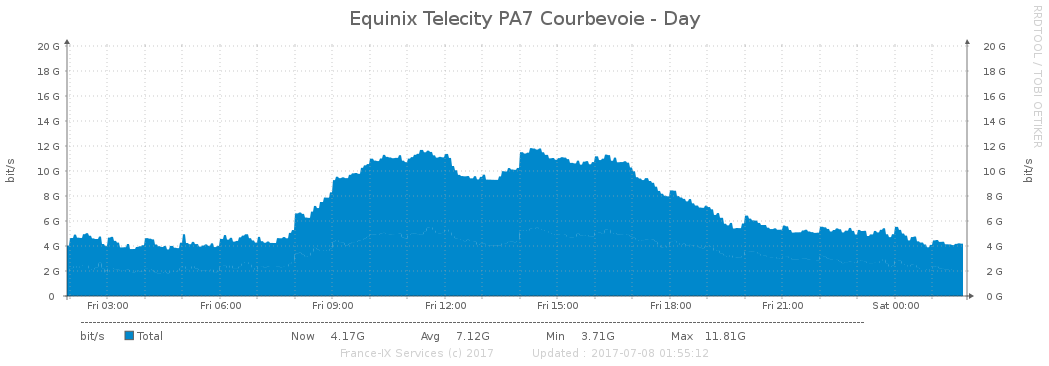 Equinix Telecity PA7 Courbevoie - Day
RRDTOOL / TOBI OETIKER
bit/s
20 G 20 G
18 G 18 G
16 G 16 G
14 G 14 G
12 G 12 G
10 G 10 G
8 G 8 G
6 G 6 G
4 G 4 G
2 G 2 G
0 0 G
bit/s
Fri 03:00 Fri 06:00 Fri 09:00 Fri 12:00 Fri 15:00 Fri 18:00 Fri 21:00 Sat 00:00
bit/s Total Now 4.17G Avg 7.12G Min 3.71G Max 11.81G
France-IX Services (c) 2017 Updated : 2017-07-08 01:55:12